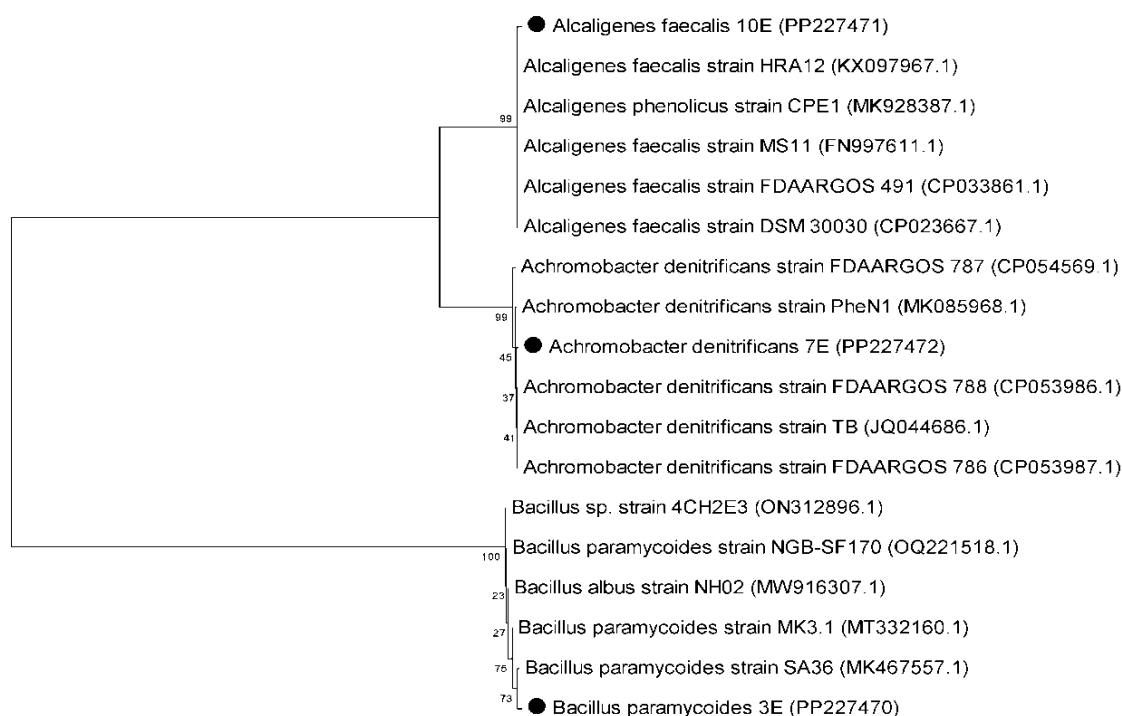 Alcaligenes faecalis 10E (PP227471)
Alcaligenes faecalis strain HRA12 (KX097967.1)
Alcaligenes phenolicus strain CPE1 (MK928387.1)
99
Alcaligenes faecalis strain MS11 (FN997611.1)
Alcaligenes faecalis strain FDAARGOS 491 (CP033861.1)
Alcaligenes faecalis strain DSM 30030 (CP023667.1)
Achromobacter denitrificans strain FDAARGOS 787 (CP054569.1)
Achromobacter denitrificans strain PheN1 (MK085968.1)
99
Achromobacter denitrificans 7E (PP227472)
45
Achromobacter denitrificans strain FDAARGOS 788 (CP053986.1)
37
Achromobacter denitrificans strain TB (JQ044686.1)
41
Achromobacter denitrificans strain FDAARGOS 786 (CP053987.1)
Bacillus sp. strain 4CH2E3 (ON312896.1)
Bacillus paramycoides strain NGB-SF170 (OQ221518.1)
100
Bacillus albus strain NH02 (MW916307.1)
23
Bacillus paramycoides strain MK3.1 (MT332160.1)
27
Bacillus paramycoides strain SA36 (MK467557.1)
75
73
Bacillus paramycoides 3E (PP227470)